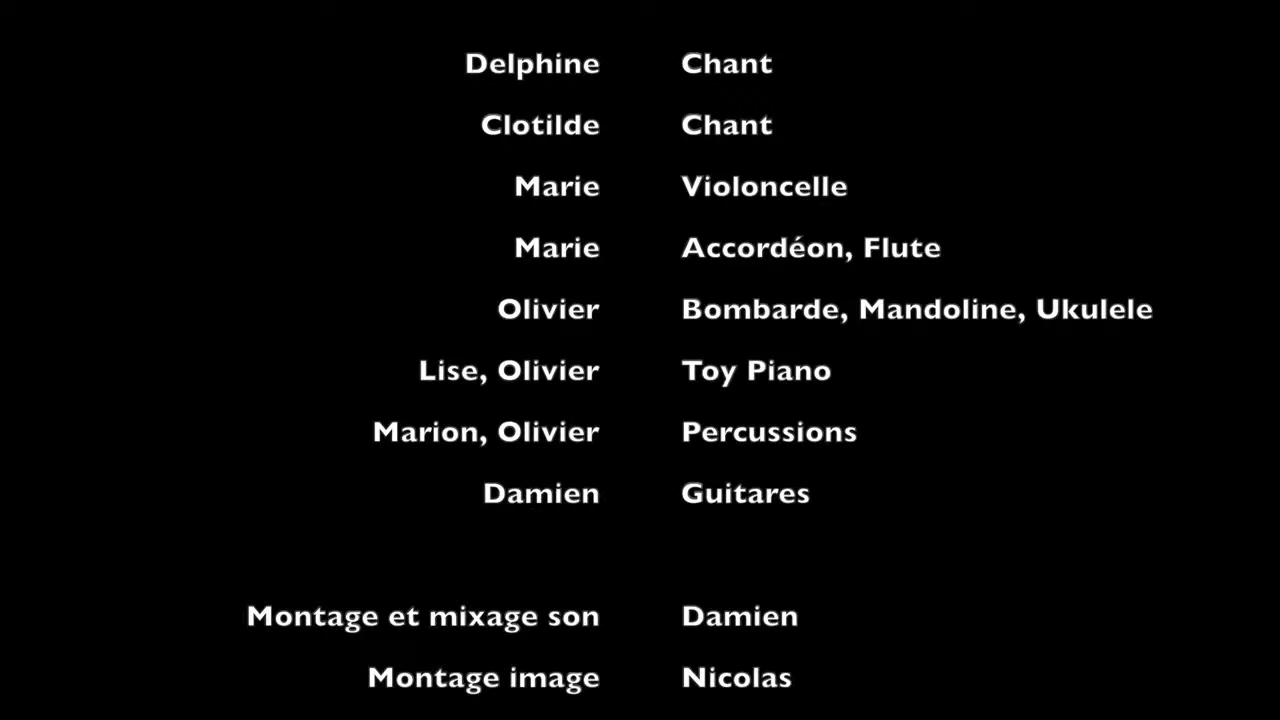 Delphine Chant
Clotilde Chant
Marie Violoncelle
Marie Accordéon, Flute
Olivier Bombarde, Mandoline, Ukulele
Lise, Olivier Toy Piano
Marion, Olivier Percussions
Damien Guitares
Montage et mixage son Damien
Montage image Nicolas